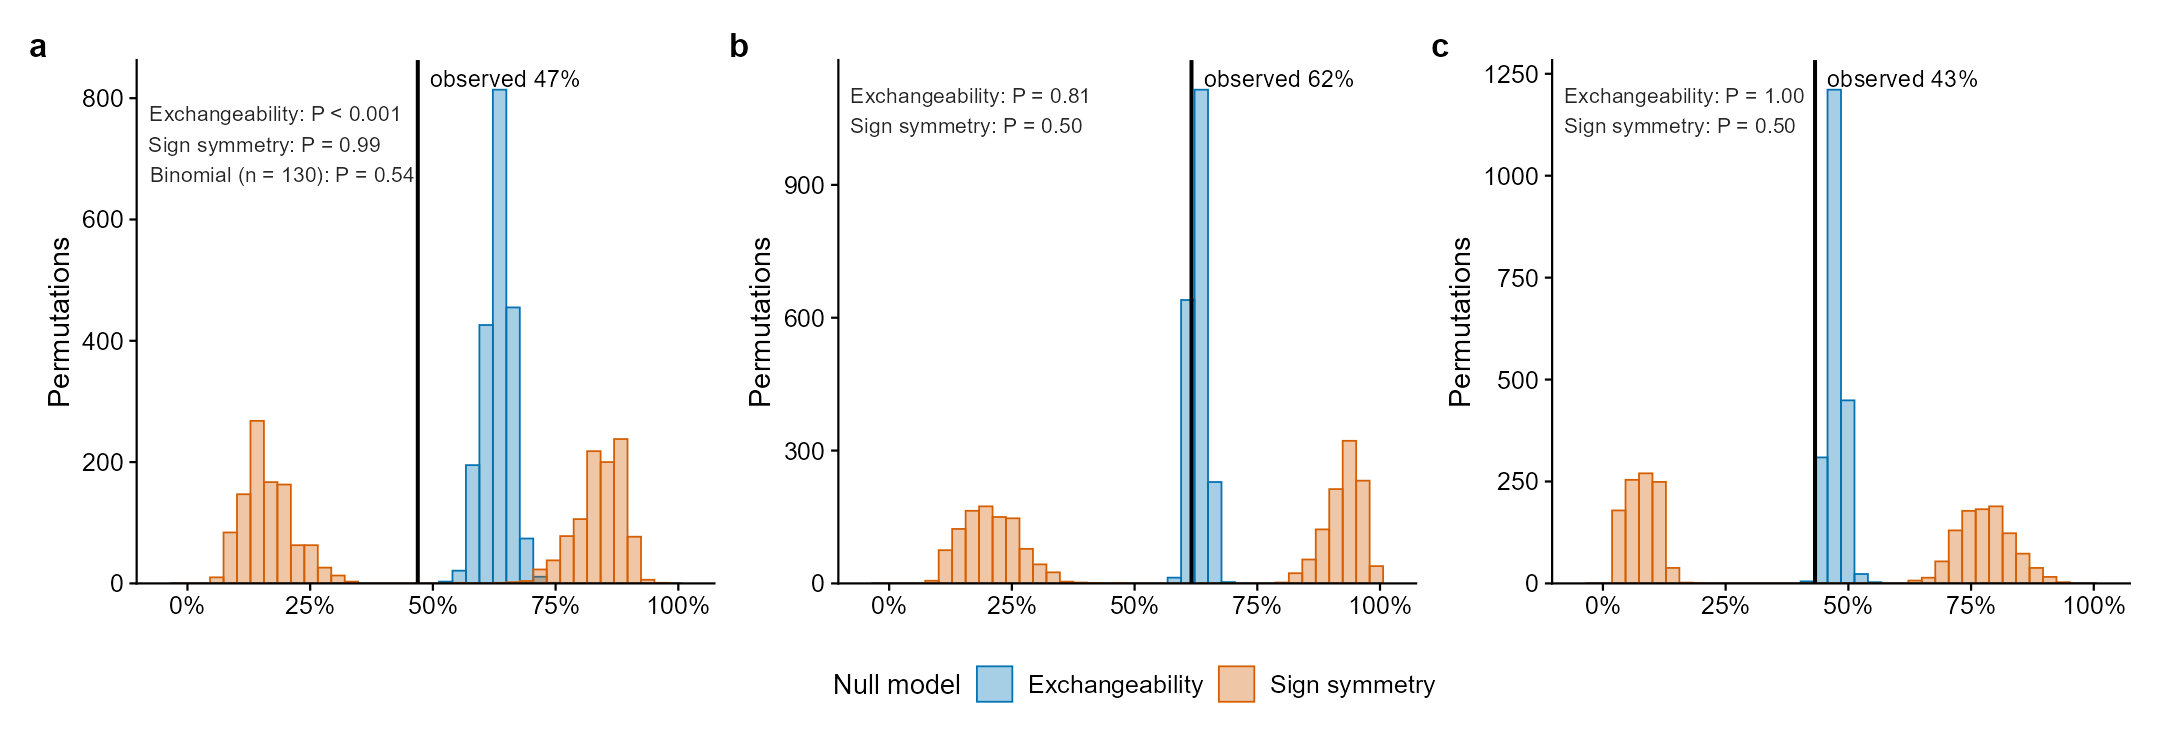 a
observed 47%
Exchangeability: P < 0.001
Sign symmetry: P = 0.99
Binomial (n = 130): P = 0.54
Permutations
800
600
400
200
0
0% 25% 50% 75% 100%
b
observed 62%
Exchangeability: P = 0.81
Sign symmetry: P = 0.50
Permutations
900
600
300
0
0% 25% 50% 75% 100%
c
observed 43%
Exchangeability: P = 1.00
Sign symmetry: P = 0.50
Permutations
1250
1000
750
500
250
0
0% 25% 50% 75% 100%
Null model Exchangeability Sign symmetry